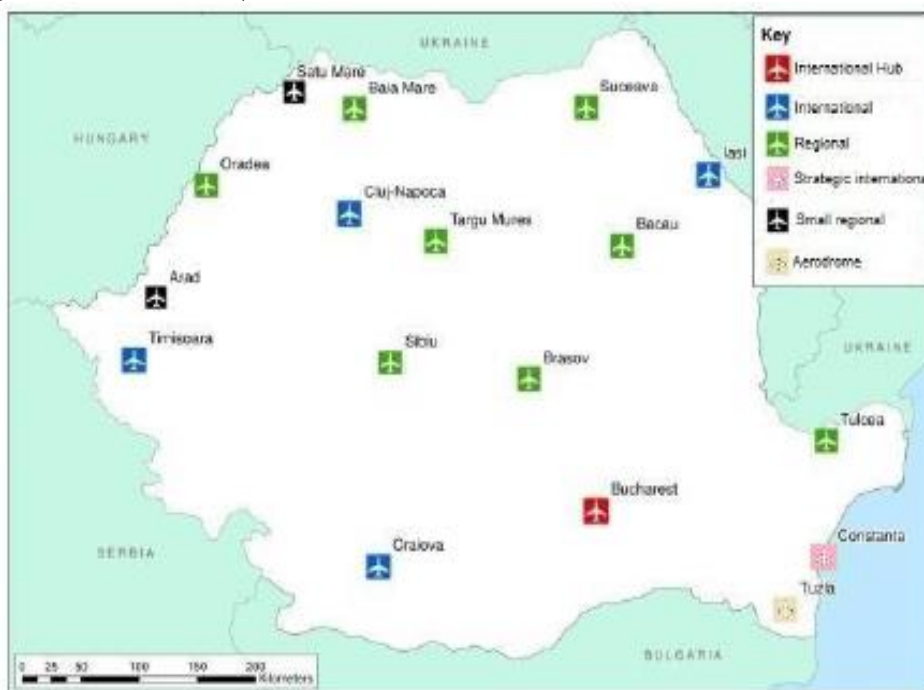 UKRAINE
Key
Satu Mare
International Hub
Baia Mare
Suceava
International
HUNGARY
Iasi
Regional
Oradea
Strategic international
Cluj-Napoca
Targu Mures
Bacau
Small regional
Aerodrome
Arad
Timisoara
Sibiu
Brasov
UKRAINE
Tulcea
Bucharest
Constanta
SERBIA
Craiova
Tuzla
BULGARIA
0 25 50 100 150 200
Kilometers